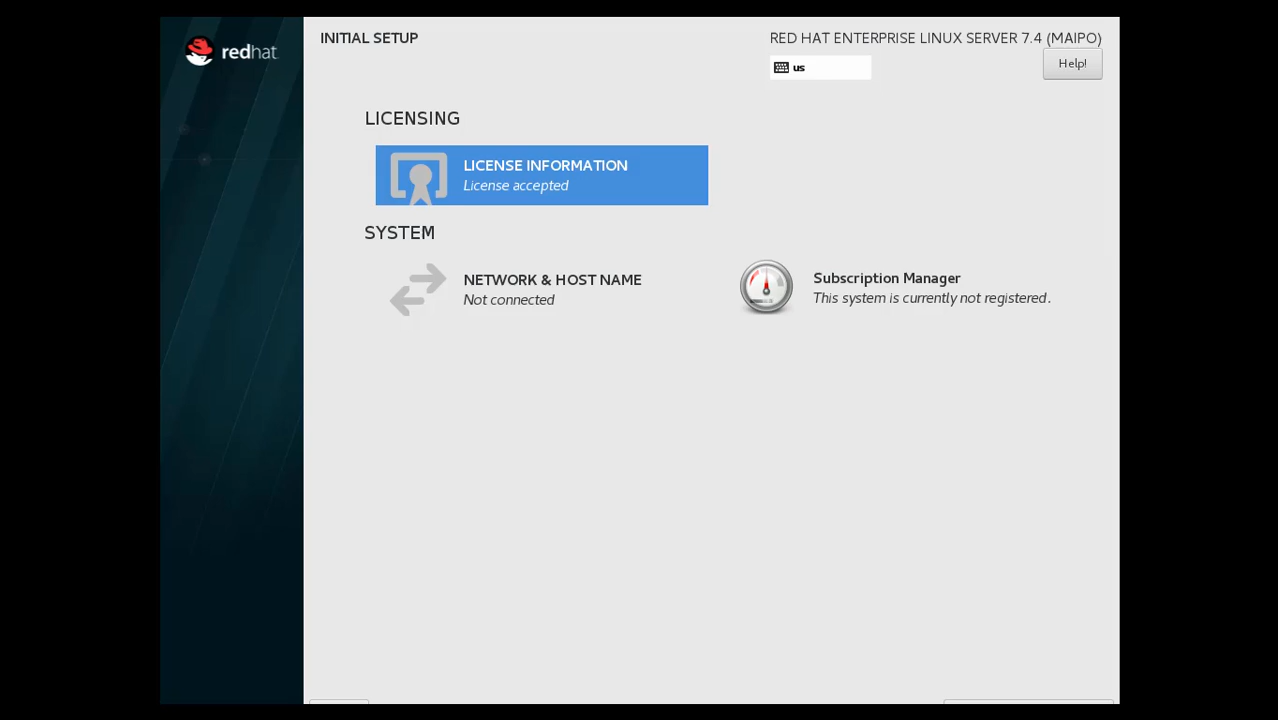 redhat.
INITIAL SETUP
RED HAT ENTERPRISE LINUX SERVER 7.4 (MAIPO)
us
Help!
LICENSING
LICENSE INFORMATION
License accepted
SYSTEM
NETWORK & HOST NAME
Not connected
Subscription Manager
This system is currently not registered.